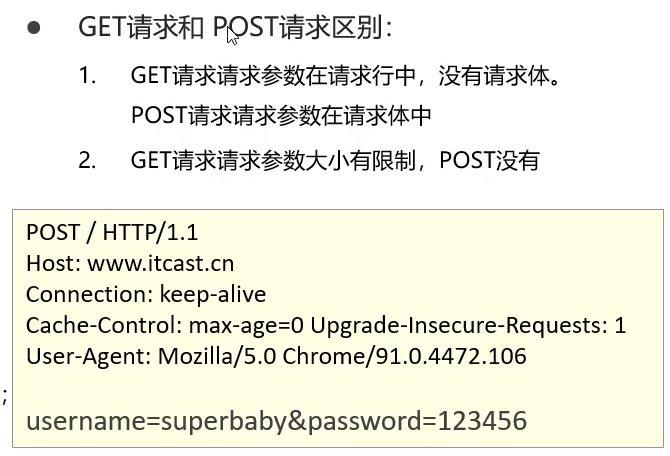 ● GET请求和 POST请求区别：
1. GET请求请求参数在请求行中，没有请求体。
POST请求请求参数在请求体中
2. GET请求请求参数大小有限制，POST没有
POST / HTTP/1.1
Host: www.itcast.cn
Connection: keep-alive
Cache-Control: max-age=0 Upgrade-Insecure-Requests: 1
User-Agent: Mozilla/5.0 Chrome/91.0.4472.106
;
username=superbaby&password=123456